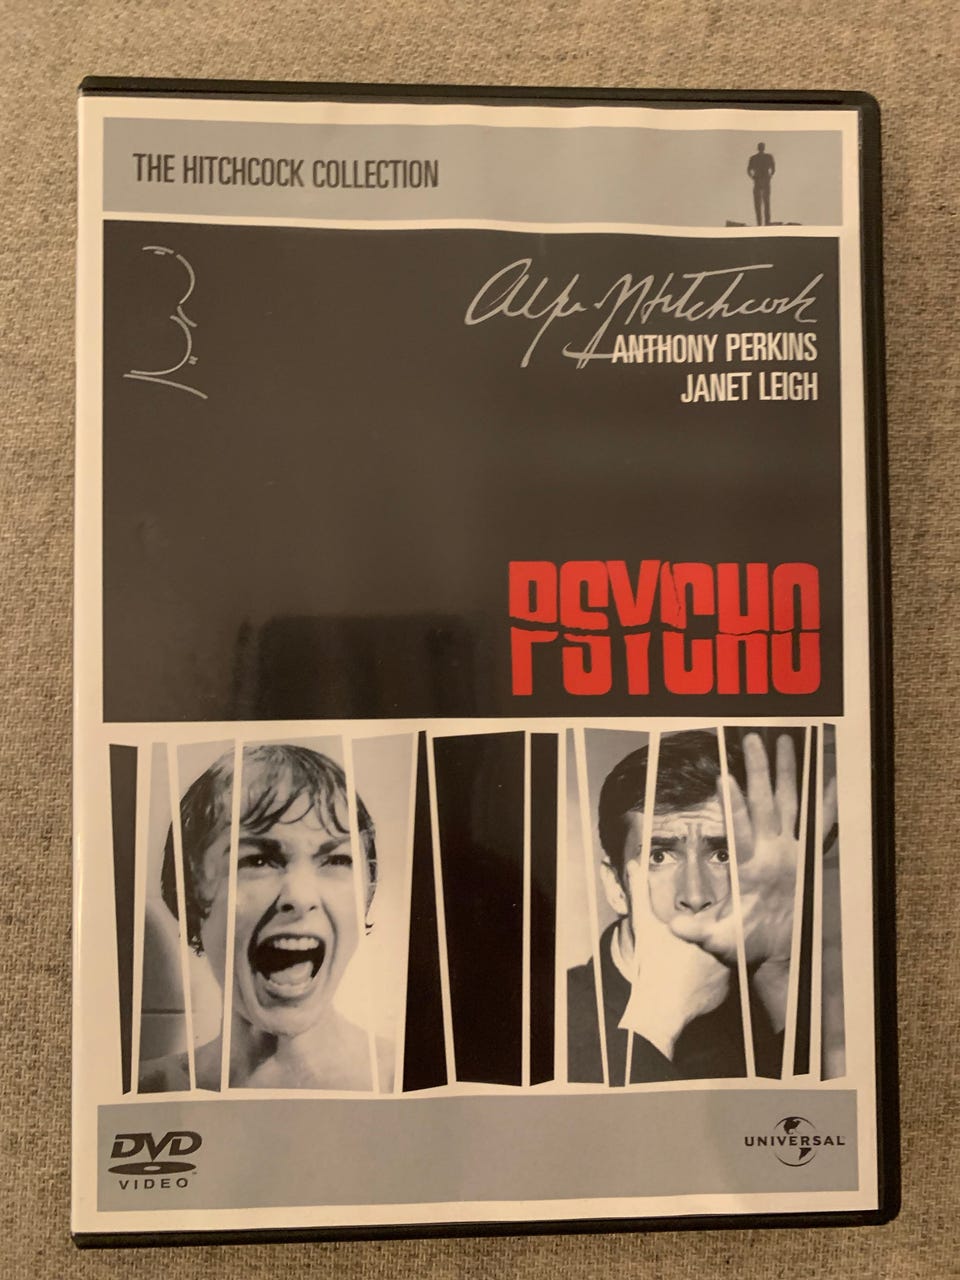 THE HITCHCOCK COLLECTION
Alfred Hitchcock
ANTHONY PERKINS
JANET LEIGH
PSYCHO
DVD
VIDEO
UNIVERSAL